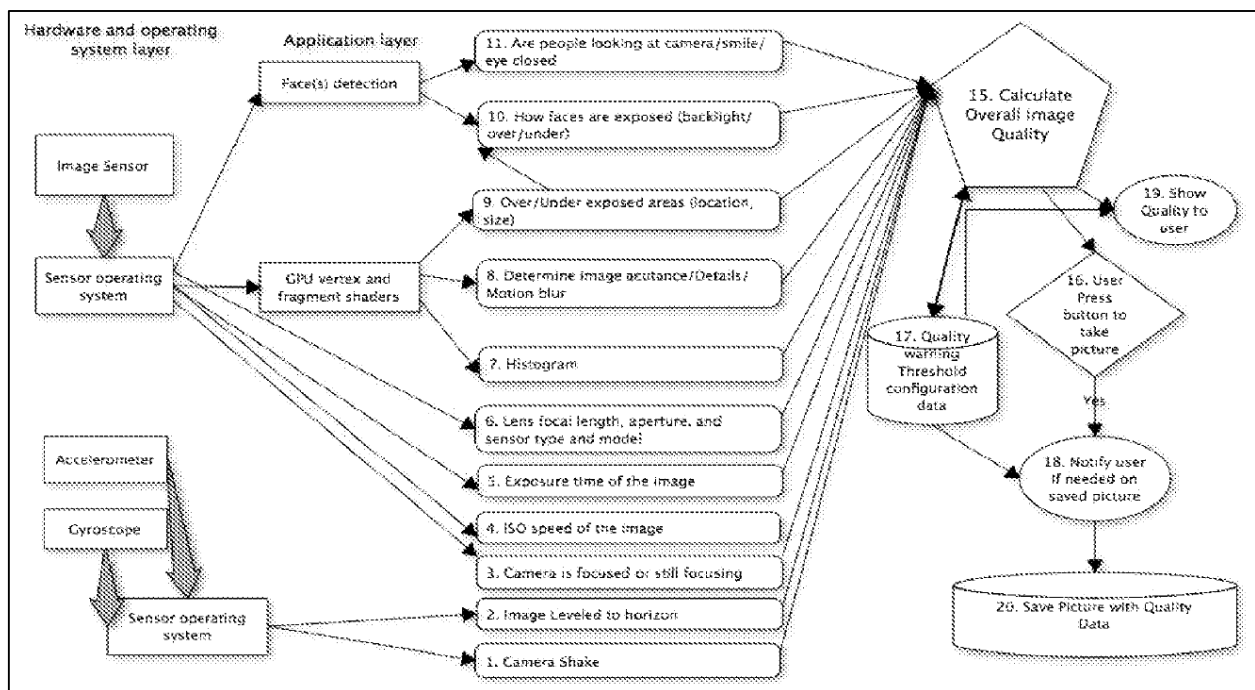 Hardware and operating
system layer
Application layer
Image Sensor
Sensor operating
system
Accelerometer
Gyroscope
Sensor operating
system
Face(s) detection
GPU vertex and
fragment shaders
11. Are people looking at camera/smile/
eye closed
10. How faces are exposed (backlight/
over/under)
9. Over/Under exposed areas (location,
size)
8. Determine image acutance/Details/
Motion blur
7. Histogram
6. Lens focal length, aperture, and
sensor type and model
5. Exposure time of the image
4. ISO speed of the image
3. Camera is focused or still focusing
2. Image Leveled to horizon
1. Camera Shake
15. Calculate
Overall Image
Quality
19. Show
Quality to
user
16. User
Press
button to
take
picture
17. Quality
warning
Threshold
configuration
data
Yes
18. Notify user
if needed on
saved picture
20. Save Picture with Quality
Data